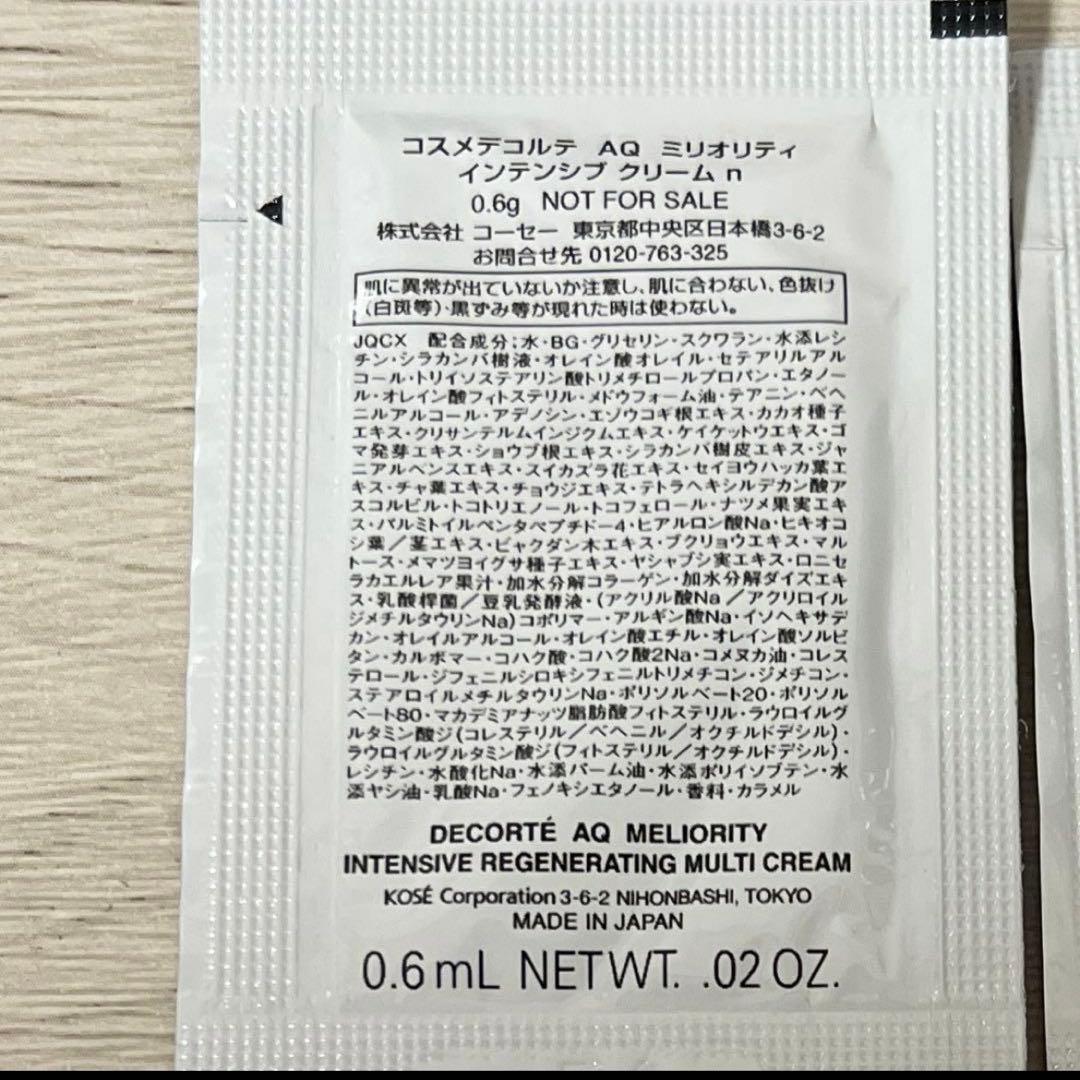 コスメデコルテ AQ ミリオリティ
インテンシブ クリーム n
0.6g NOT FOR SALE
株式会社 コーセー 東京都中央区日本橋3-6-2
お問合せ先 0120-763-325
肌に異常が出ていないか注意し、肌に合わない、色抜け
(白斑等)・黒ずみ等が現れた時は使わない。
JQCX 配合成分:水・BG・グリセリン・スクワラン・水添レシ
チン・シラカンバ樹液・オレイン酸オレイル・セテアリルアル
コール・トリイソステアリン酸トリメチロールプロパン・エタノー
ル・オレイン酸フィトステリル・メドウフォーム油・テアニン・ベヘ
ニルアルコール・アデノシン・エゾウコギ根エキス・カカオ種子
エキス・クリサンテルムインジクムエキス・ケイケットウエキス・ゴ
マ発芽エキス・ショウブ根エキス・シラカンバ樹皮エキス・ジャ
ニアルベンスエキス・スイカズラ花エキス・セイヨウハッカ葉エ
キス・チャ葉エキス・チョウジエキス・テトラヘキシルデカン酸ア
スコルビル・トコトリエノール・トコフェロール・ナツメ果実エキ
ス・パルミトイルペンタペプチド-4・ヒアルロン酸Na・ヒキオコ
シ葉/茎エキス・ビャクダン木エキス・ブクリョウエキス・マル
トース・メマツヨイグサ種子エキス・ヤシャブシ実エキス・ロニセ
ラカエルレア果汁・加水分解コラーゲン・加水分解ダイズエキ
ス・乳酸桿菌/豆乳発酵液・(アクリル酸Na/アクリロイル
ジメチルタウリンNa)コポリマー・アルギン酸Na・イソヘキサデ
カン・オレイルアルコール・オレイン酸エチル・オレイン酸ソルビ
タン・カルボマー・コハク酸・コハク酸2Na・コメヌカ油・コレス
テロール・ジフェニルシロキシフェニルトリメチコン・ジメチコン・
ステアロイルメチルタウリンNa・ポリソルベート20・ポリソル
ベート80・マカデミアナッツ脂肪酸フィトステリル・ラウロイルグ
ルタミン酸ジ(コレステリル/ベヘニル/オクチルドデシル)・
ラウロイルグルタミン酸ジ(フィトステリル/オクチルドデシル)・
レシチン・水酸化Na・水添パーム油・水添ポリイソブテン・水
添ヤシ油・乳酸Na・フェノキシエタノール・香料・カラメル
DECORTÉ AQ MELIORITY
INTENSIVE REGENERATING MULTI CREAM
KOSÉ Corporation 3-6-2 NIHONBASHI, TOKYO
MADE IN JAPAN
0.6 mL NET WT. .02 OZ.